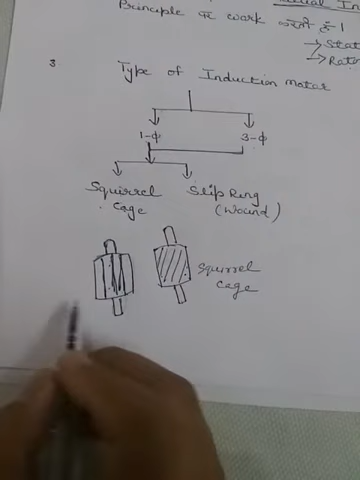 Principle पर work करती है।
→ Stat
→ Rot
3 Type of Induction Motor
1-ϕ 3-ϕ
Squirrel Cage
Slip Ring (Wound)
Squirrel Cage